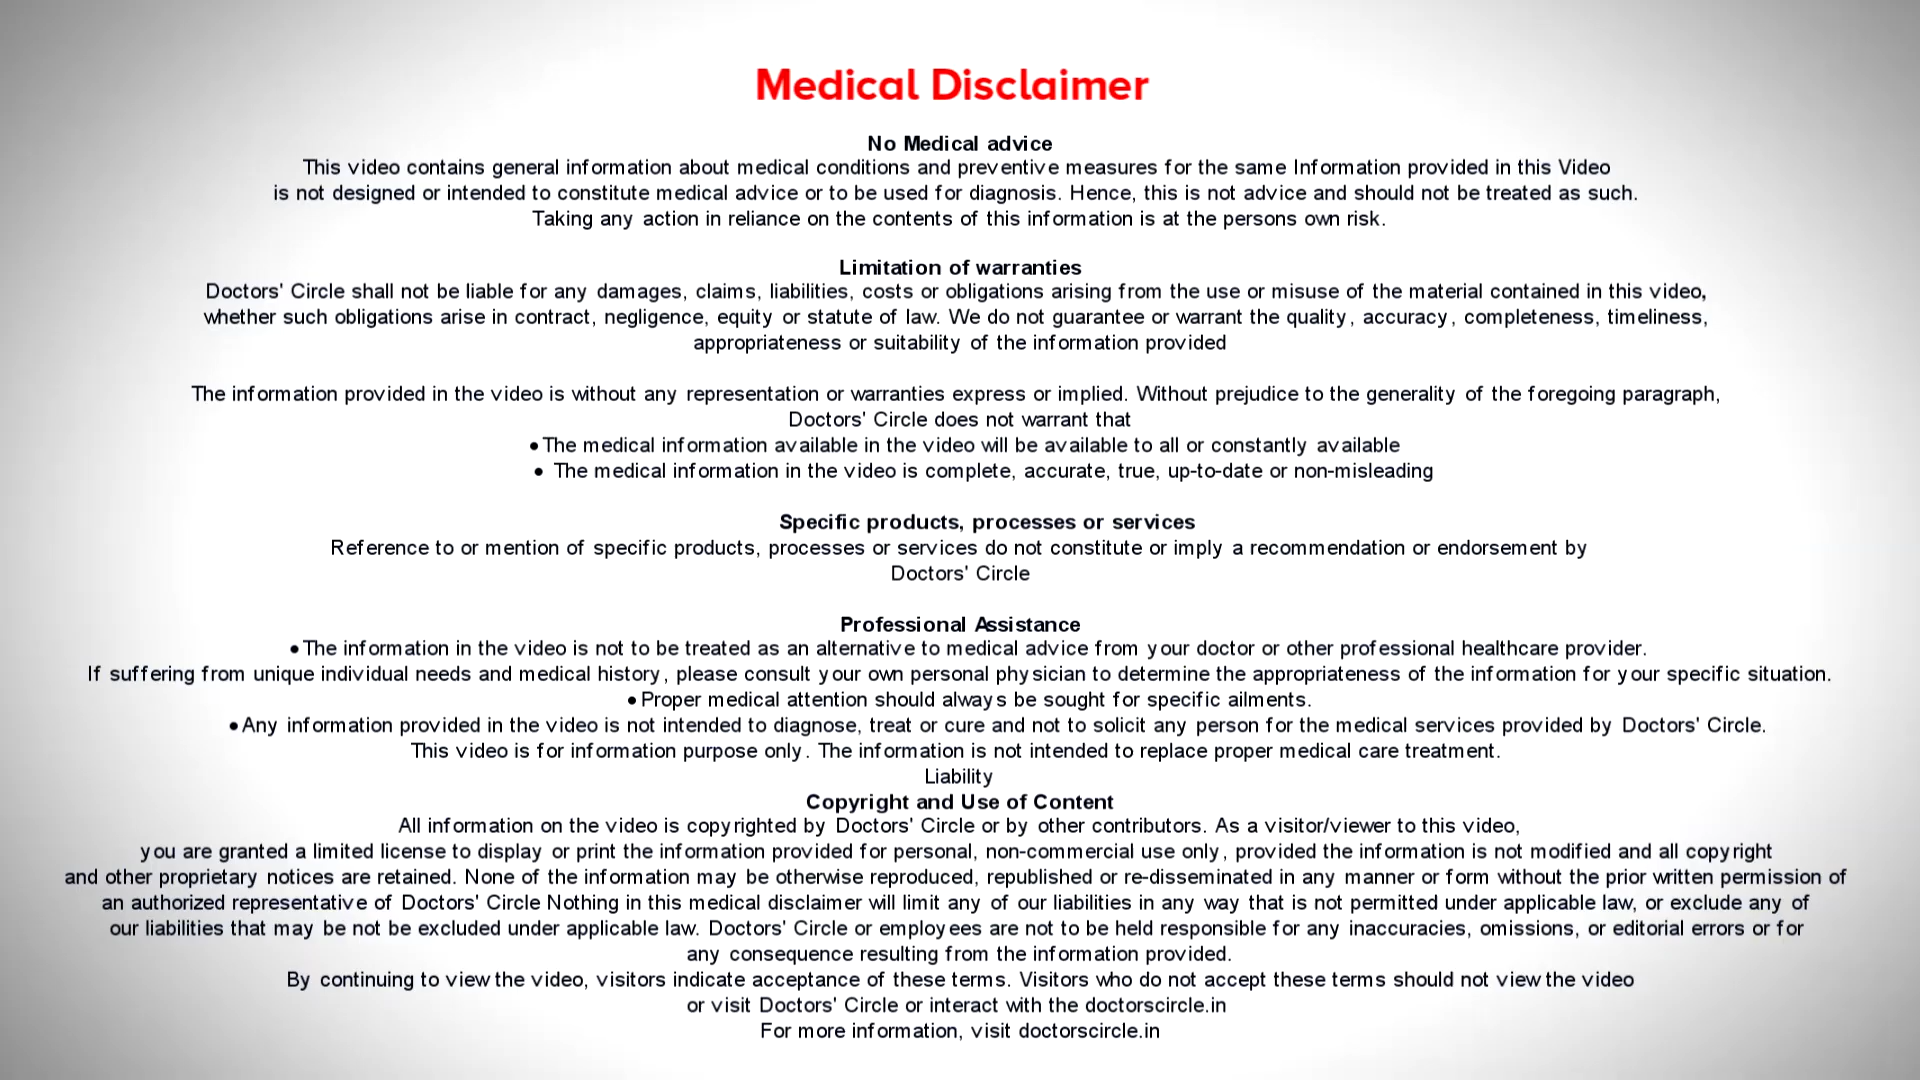 Medical Disclaimer
No Medical advice
This video contains general information about medical conditions and preventive measures for the same Information provided in this Video
is not designed or intended to constitute medical advice or to be used for diagnosis. Hence, this is not advice and should not be treated as such.
Taking any action in reliance on the contents of this information is at the persons own risk.
Limitation of warranties
Doctors' Circle shall not be liable for any damages, claims, liabilities, costs or obligations arising from the use or misuse of the material contained in this video,
whether such obligations arise in contract, negligence, equity or statute of law. We do not guarantee or warrant the quality, accuracy, completeness, timeliness,
appropriateness or suitability of the information provided
The information provided in the video is without any representation or warranties express or implied. Without prejudice to the generality of the foregoing paragraph,
Doctors' Circle does not warrant that
• The medical information available in the video will be available to all or constantly available
• The medical information in the video is complete, accurate, true, up-to-date or non-misleading
Specific products, processes or services
Reference to or mention of specific products, processes or services do not constitute or imply a recommendation or endorsement by
Doctors' Circle
Professional Assistance
• The information in the video is not to be treated as an alternative to medical advice from your doctor or other professional healthcare provider.
If suffering from unique individual needs and medical history, please consult your own personal physician to determine the appropriateness of the information for your specific situation.
• Proper medical attention should always be sought for specific ailments.
• Any information provided in the video is not intended to diagnose, treat or cure and not to solicit any person for the medical services provided by Doctors' Circle.
This video is for information purpose only. The information is not intended to replace proper medical care treatment.
Liability
Copyright and Use of Content
All information on the video is copyrighted by Doctors' Circle or by other contributors. As a visitor/viewer to this video,
you are granted a limited license to display or print the information provided for personal, non-commercial use only, provided the information is not modified and all copyright
and other proprietary notices are retained. None of the information may be otherwise reproduced, republished or re-disseminated in any manner or form without the prior written permission of
an authorized representative of Doctors' Circle Nothing in this medical disclaimer will limit any of our liabilities in any way that is not permitted under applicable law, or exclude any of
our liabilities that may be not be excluded under applicable law. Doctors' Circle or employees are not to be held responsible for any inaccuracies, omissions, or editorial errors or for
any consequence resulting from the information provided.
By continuing to view the video, visitors indicate acceptance of these terms. Visitors who do not accept these terms should not view the video
or visit Doctors' Circle or interact with the doctorscircle.in
For more information, visit doctorscircle.in